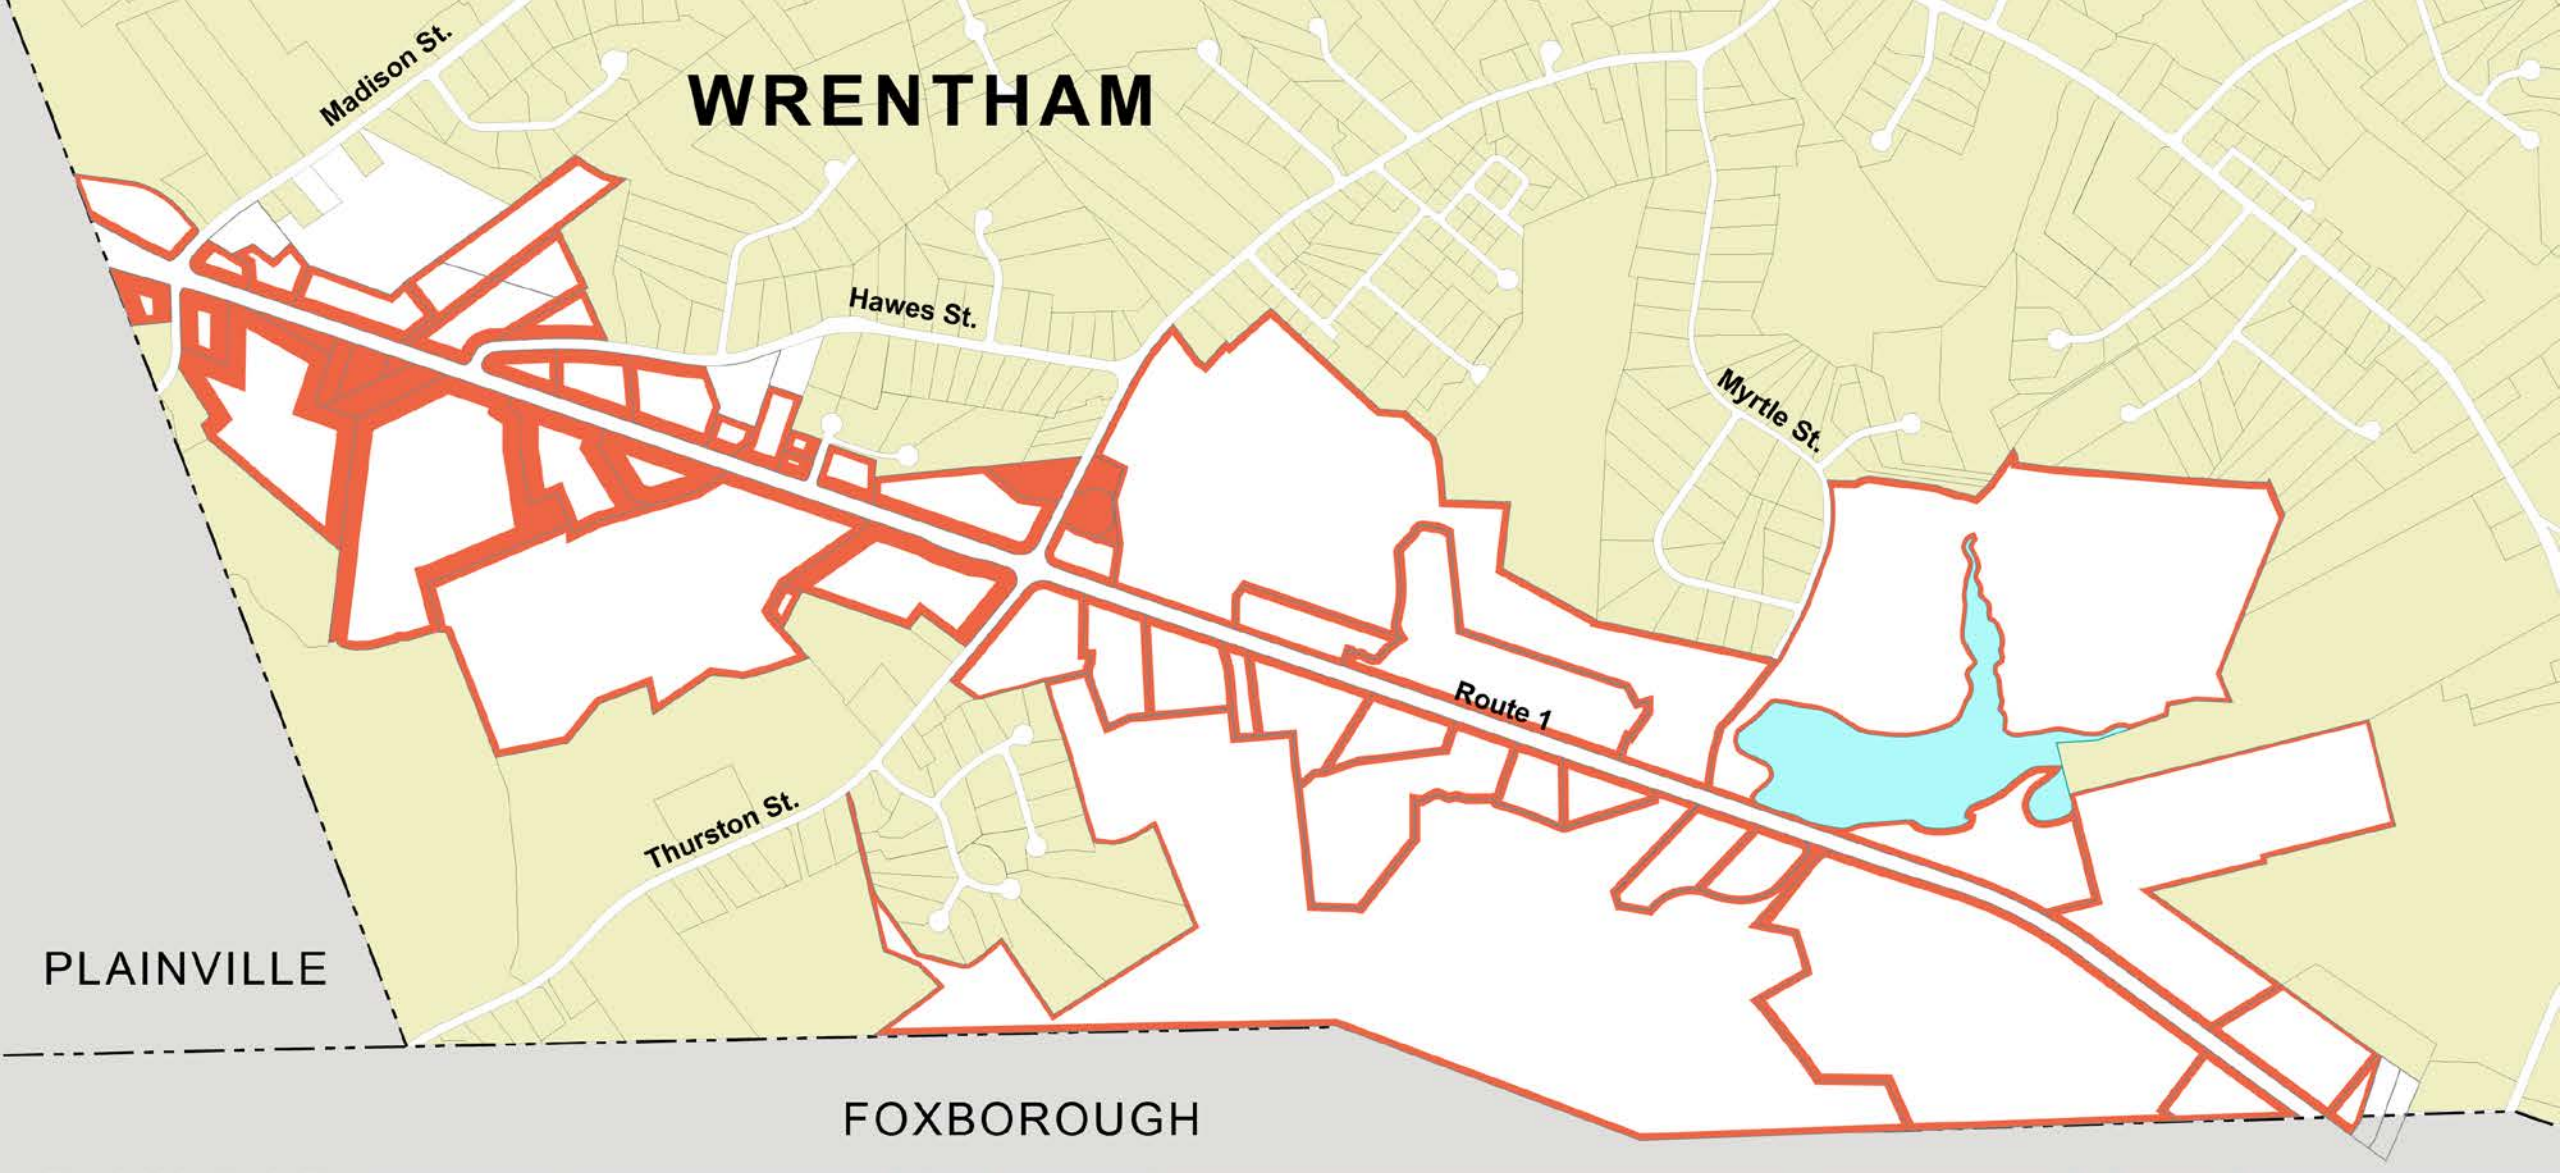 Madison St.
WRENTHAM
Hawes St.
Myrtle St.
Route 1
Thurston St.
PLAINVILLE
FOXBOROUGH